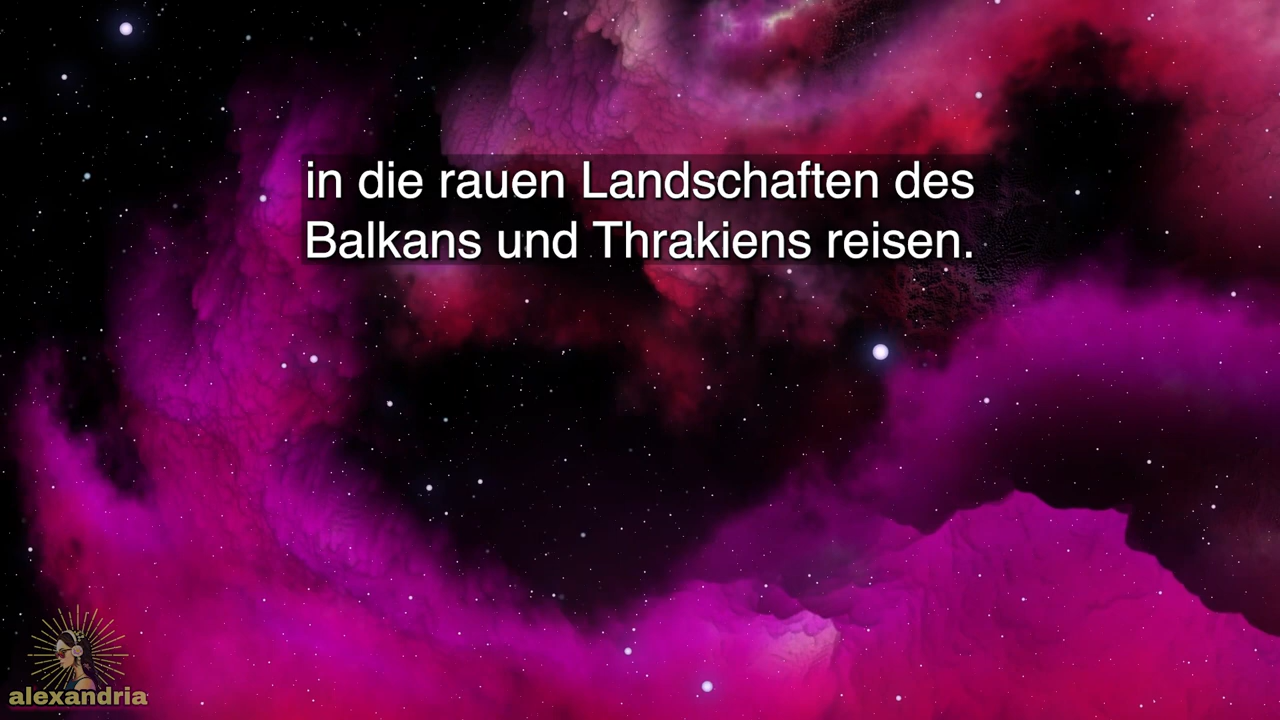 in die rauen Landschaften des
Balkans und Thrakiens reisen.
alexandria